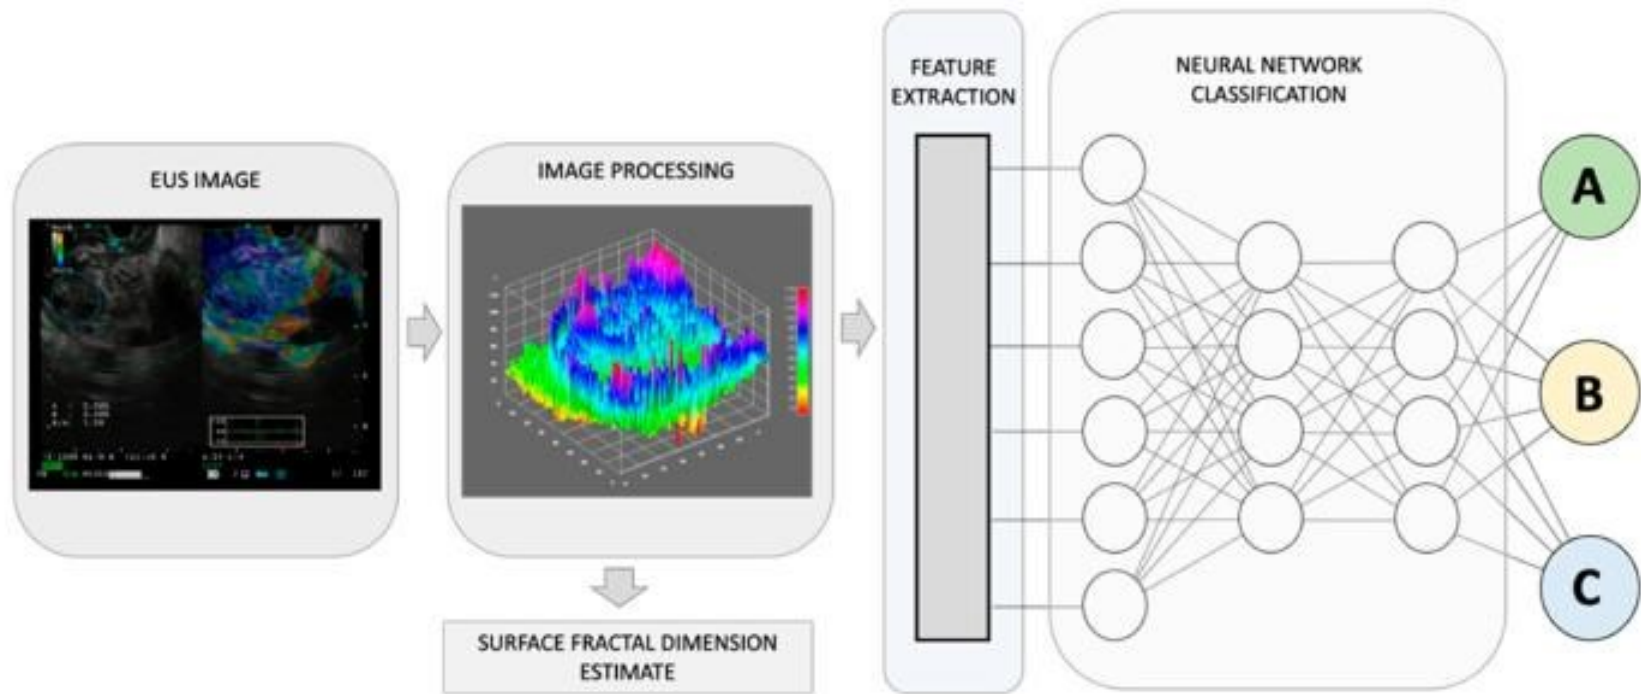 EUS IMAGE
IMAGE PROCESSING
SURFACE FRACTAL DIMENSION
ESTIMATE
FEATURE
EXTRACTION
NEURAL NETWORK
CLASSIFICATION
A
B
C